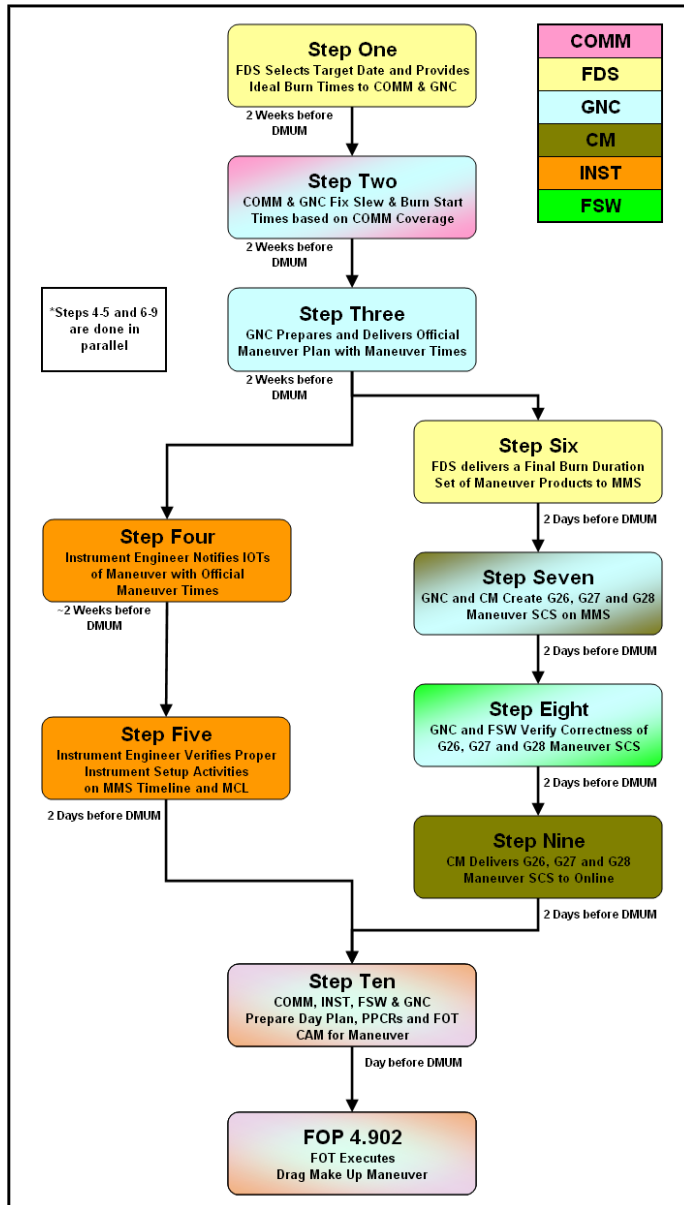 Step One
FDS Selects Target Date and Provides
Ideal Burn Times to COMM & GNC
2 Weeks before
DMUM
COMM
FDS
GNC
CM
INST
FSW
Step Two
COMM & GNC Fix Slew & Burn Start
Times based on COMM Coverage
2 Weeks before
DMUM
*Steps 4-5 and 6-9
are done in
parallel
Step Three
GNC Prepares and Delivers Official
Maneuver Plan with Maneuver Times
2 Weeks before
DMUM
Step Four
Instrument Engineer Notifies IOTs
of Maneuver with Official
Maneuver Times
~2 Weeks before
DMUM
Step Five
Instrument Engineer Verifies Proper
Instrument Setup Activities
on MMS Timeline and MCL
2 Days before DMUM
Step Six
FDS delivers a Final Burn Duration
Set of Maneuver Products to MMS
2 Days before DMUM
Step Seven
GNC and CM Create G26, G27 and G28
Maneuver SCS on MMS
2 Days before DMUM
Step Eight
GNC and FSW Verify Correctness of
G26, G27 and G28 Maneuver SCS
2 Days before DMUM
Step Nine
CM Delivers G26, G27 and G28
Maneuver SCS to Online
2 Days before DMUM
Step Ten
COMM, INST, FSW & GNC
Prepare Day Plan, PPCRs and FOT
CAM for Maneuver
Day before DMUM
FOP 4.902
FOT Executes
Drag Make Up Maneuver